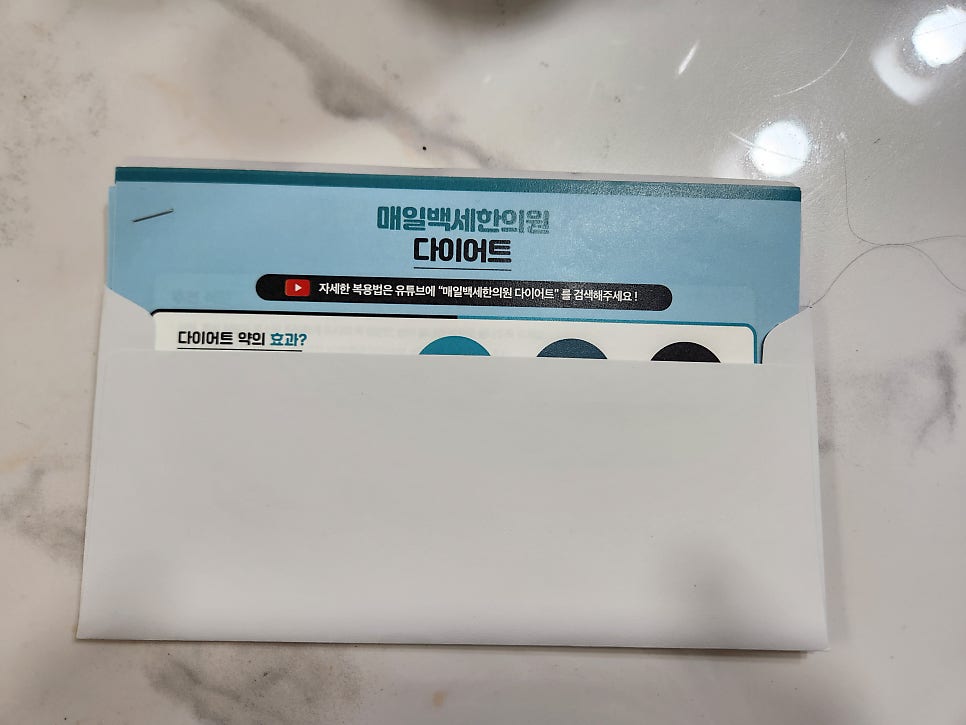 매일백세한의원
다이어트
자세한 복용법은 유튜브에 "매일백세한의원 다이어트" 를 검색해주세요 !
다이어트 약의 효과?